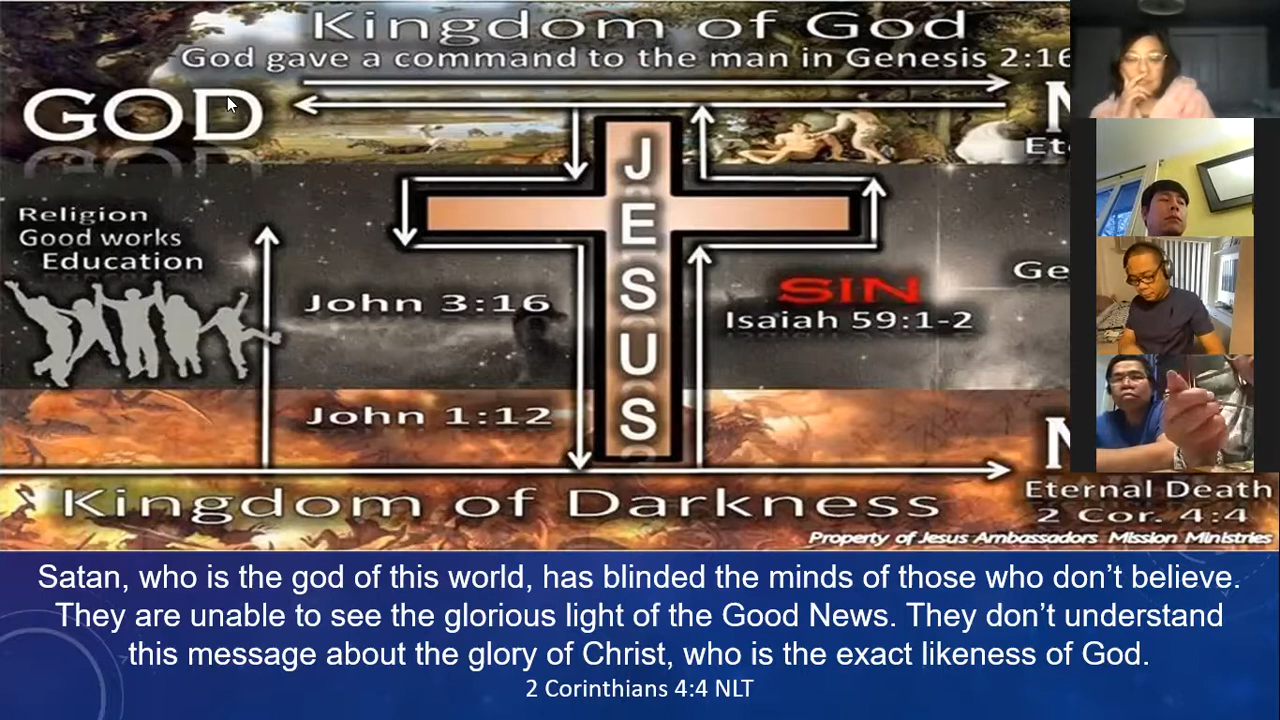 Kingdom of God
God gave a command to the man in Genesis 2:16
GOD
JESUS
Religion
Good works
Education
John 3:16
SIN
Isaiah 59:1-2
John 1:12
Kingdom of Darkness
Eternal Death
2 Cor. 4:4
Property of Jesus Ambassadors Mission Ministries
Satan, who is the god of this world, has blinded the minds of those who don’t believe.
They are unable to see the glorious light of the Good News. They don’t understand
this message about the glory of Christ, who is the exact likeness of God.
2 Corinthians 4:4 NLT